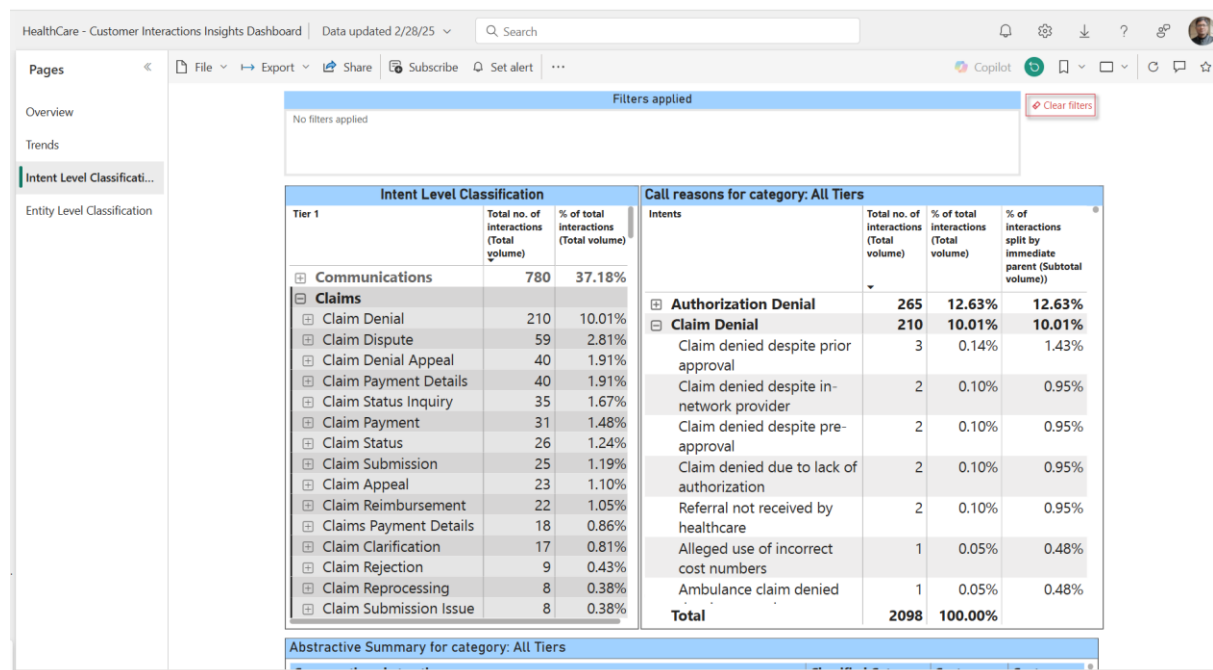 HealthCare - Customer Interactions Insights Dashboard | Data updated 2/28/25
Search
Pages
File Export Share Subscribe Set alert ...
Copilot
Overview
Trends
Intent Level Classificati...
Entity Level Classification
Filters applied
No filters applied
Clear filters
Intent Level Classification
Tier 1
Total no. of
interactions
(Total
volume)
% of total
interactions
(Total volume)
Communications 780 37.18%
Claims
Claim Denial 210 10.01%
Claim Dispute 59 2.81%
Claim Denial Appeal 40 1.91%
Claim Payment Details 40 1.91%
Claim Status Inquiry 35 1.67%
Claim Payment 31 1.48%
Claim Status 26 1.24%
Claim Submission 25 1.19%
Claim Appeal 23 1.10%
Claim Reimbursement 22 1.05%
Claims Payment Details 18 0.86%
Claim Clarification 17 0.81%
Claim Rejection 9 0.43%
Claim Reprocessing 8 0.38%
Claim Submission Issue 8 0.38%
Call reasons for category: All Tiers
Intents
Total no. of
interactions
(Total
volume)
% of total
interactions
(Total
volume)
% of
interactions
split by
immediate
parent (Subtotal
volume))
Authorization Denial 265 12.63% 12.63%
Claim Denial 210 10.01% 10.01%
Claim denied despite prior 3 0.14% 1.43%
approval
Claim denied despite in- 2 0.10% 0.95%
network provider
Claim denied despite pre- 2 0.10% 0.95%
approval
Claim denied due to lack of 2 0.10% 0.95%
authorization
Referral not received by 2 0.10% 0.95%
healthcare
Alleged use of incorrect 1 0.05% 0.48%
cost numbers
Ambulance claim denied 1 0.05% 0.48%
Total 2098 100.00%
Abstractive Summary for category: All Tiers